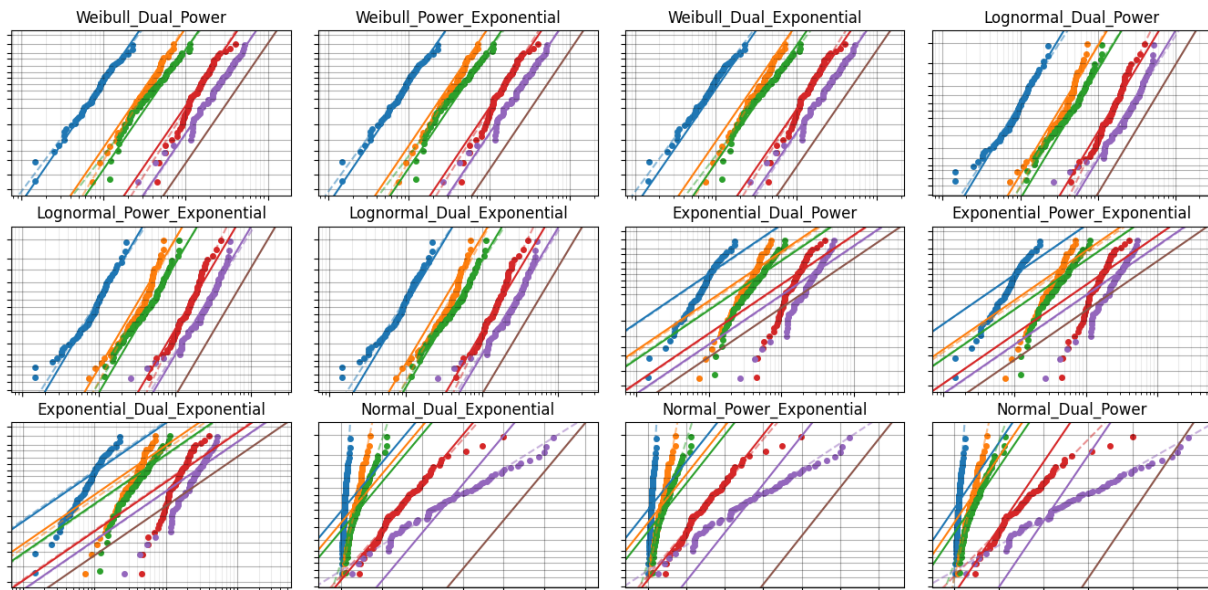 Weibull_Dual_Power
Weibull_Power_Exponential
Weibull_Dual_Exponential
Lognormal_Dual_Power
Lognormal_Power_Exponential
Lognormal_Dual_Exponential
Exponential_Dual_Power
Exponential_Power_Exponential
Exponential_Dual_Exponential
Normal_Dual_Exponential
Normal_Power_Exponential
Normal_Dual_Power